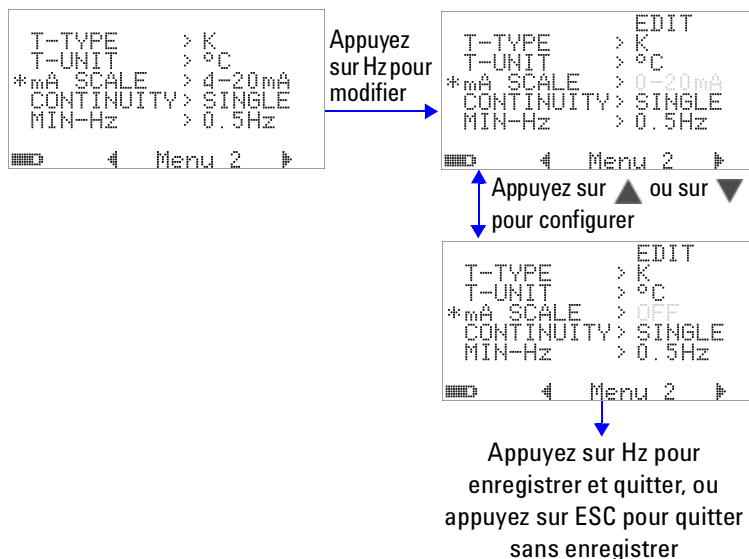 T-TYPE > K
T-UNIT > °C
*mA SCALE > 4-20mA
CONTINUITY> SINGLE
MIN-Hz > 0.5Hz
Menu 2
Appuyez
sur Hz pour
modifier
EDIT
T-TYPE > K
T-UNIT > °C
*mA SCALE > 0-20mA
CONTINUITY> SINGLE
MIN-Hz > 0.5Hz
Menu 2
Appuyez sur ▲ ou sur ▼
pour configurer
EDIT
T-TYPE > K
T-UNIT > °C
*mA SCALE > OFF
CONTINUITY> SINGLE
MIN-Hz > 0.5Hz
Menu 2
Appuyez sur Hz pour
enregistrer et quitter, ou
appuyez sur ESC pour quitter
sans enregistrer